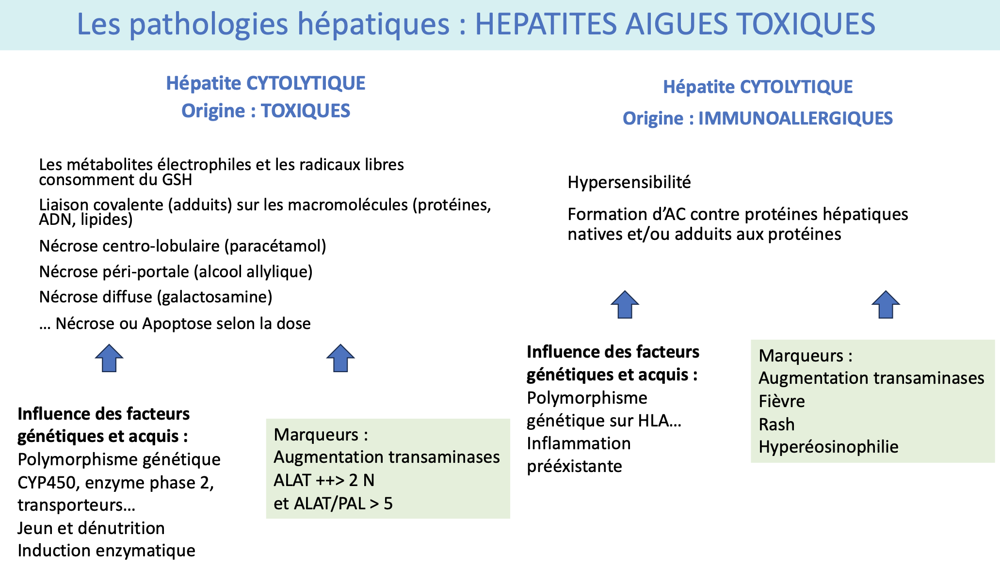 Les pathologies hépatiques : HEPATITES AIGUES TOXIQUES
Hépatite CYTOLYTIQUE
Origine : TOXIQUES
Les métabolites électrophiles et les radicaux libres
consomment du GSH
Liaison covalente (adduits) sur les macromolécules (protéines,
ADN, lipides)
Nécrose centro-lobulaire (paracétamol)
Nécrose péri-portale (alcool allylique)
Nécrose diffuse (galactosamine)
… Nécrose ou Apoptose selon la dose
Influence des facteurs
génétiques et acquis :
Polymorphisme génétique
CYP450, enzyme phase 2,
transporteurs…
Jeun et dénutrition
Induction enzymatique
Marqueurs :
Augmentation transaminases
ALAT ++> 2 N
et ALAT/PAL > 5
Hépatite CYTOLYTIQUE
Origine : IMMUNOALLERGIQUES
Hypersensibilité
Formation d’AC contre protéines hépatiques
natives et/ou adduits aux protéines
Influence des facteurs
génétiques et acquis :
Polymorphisme
génétique sur HLA…
Inflammation
prééxistante
Marqueurs :
Augmentation transaminases
Fièvre
Rash
Hyperéosinophilie